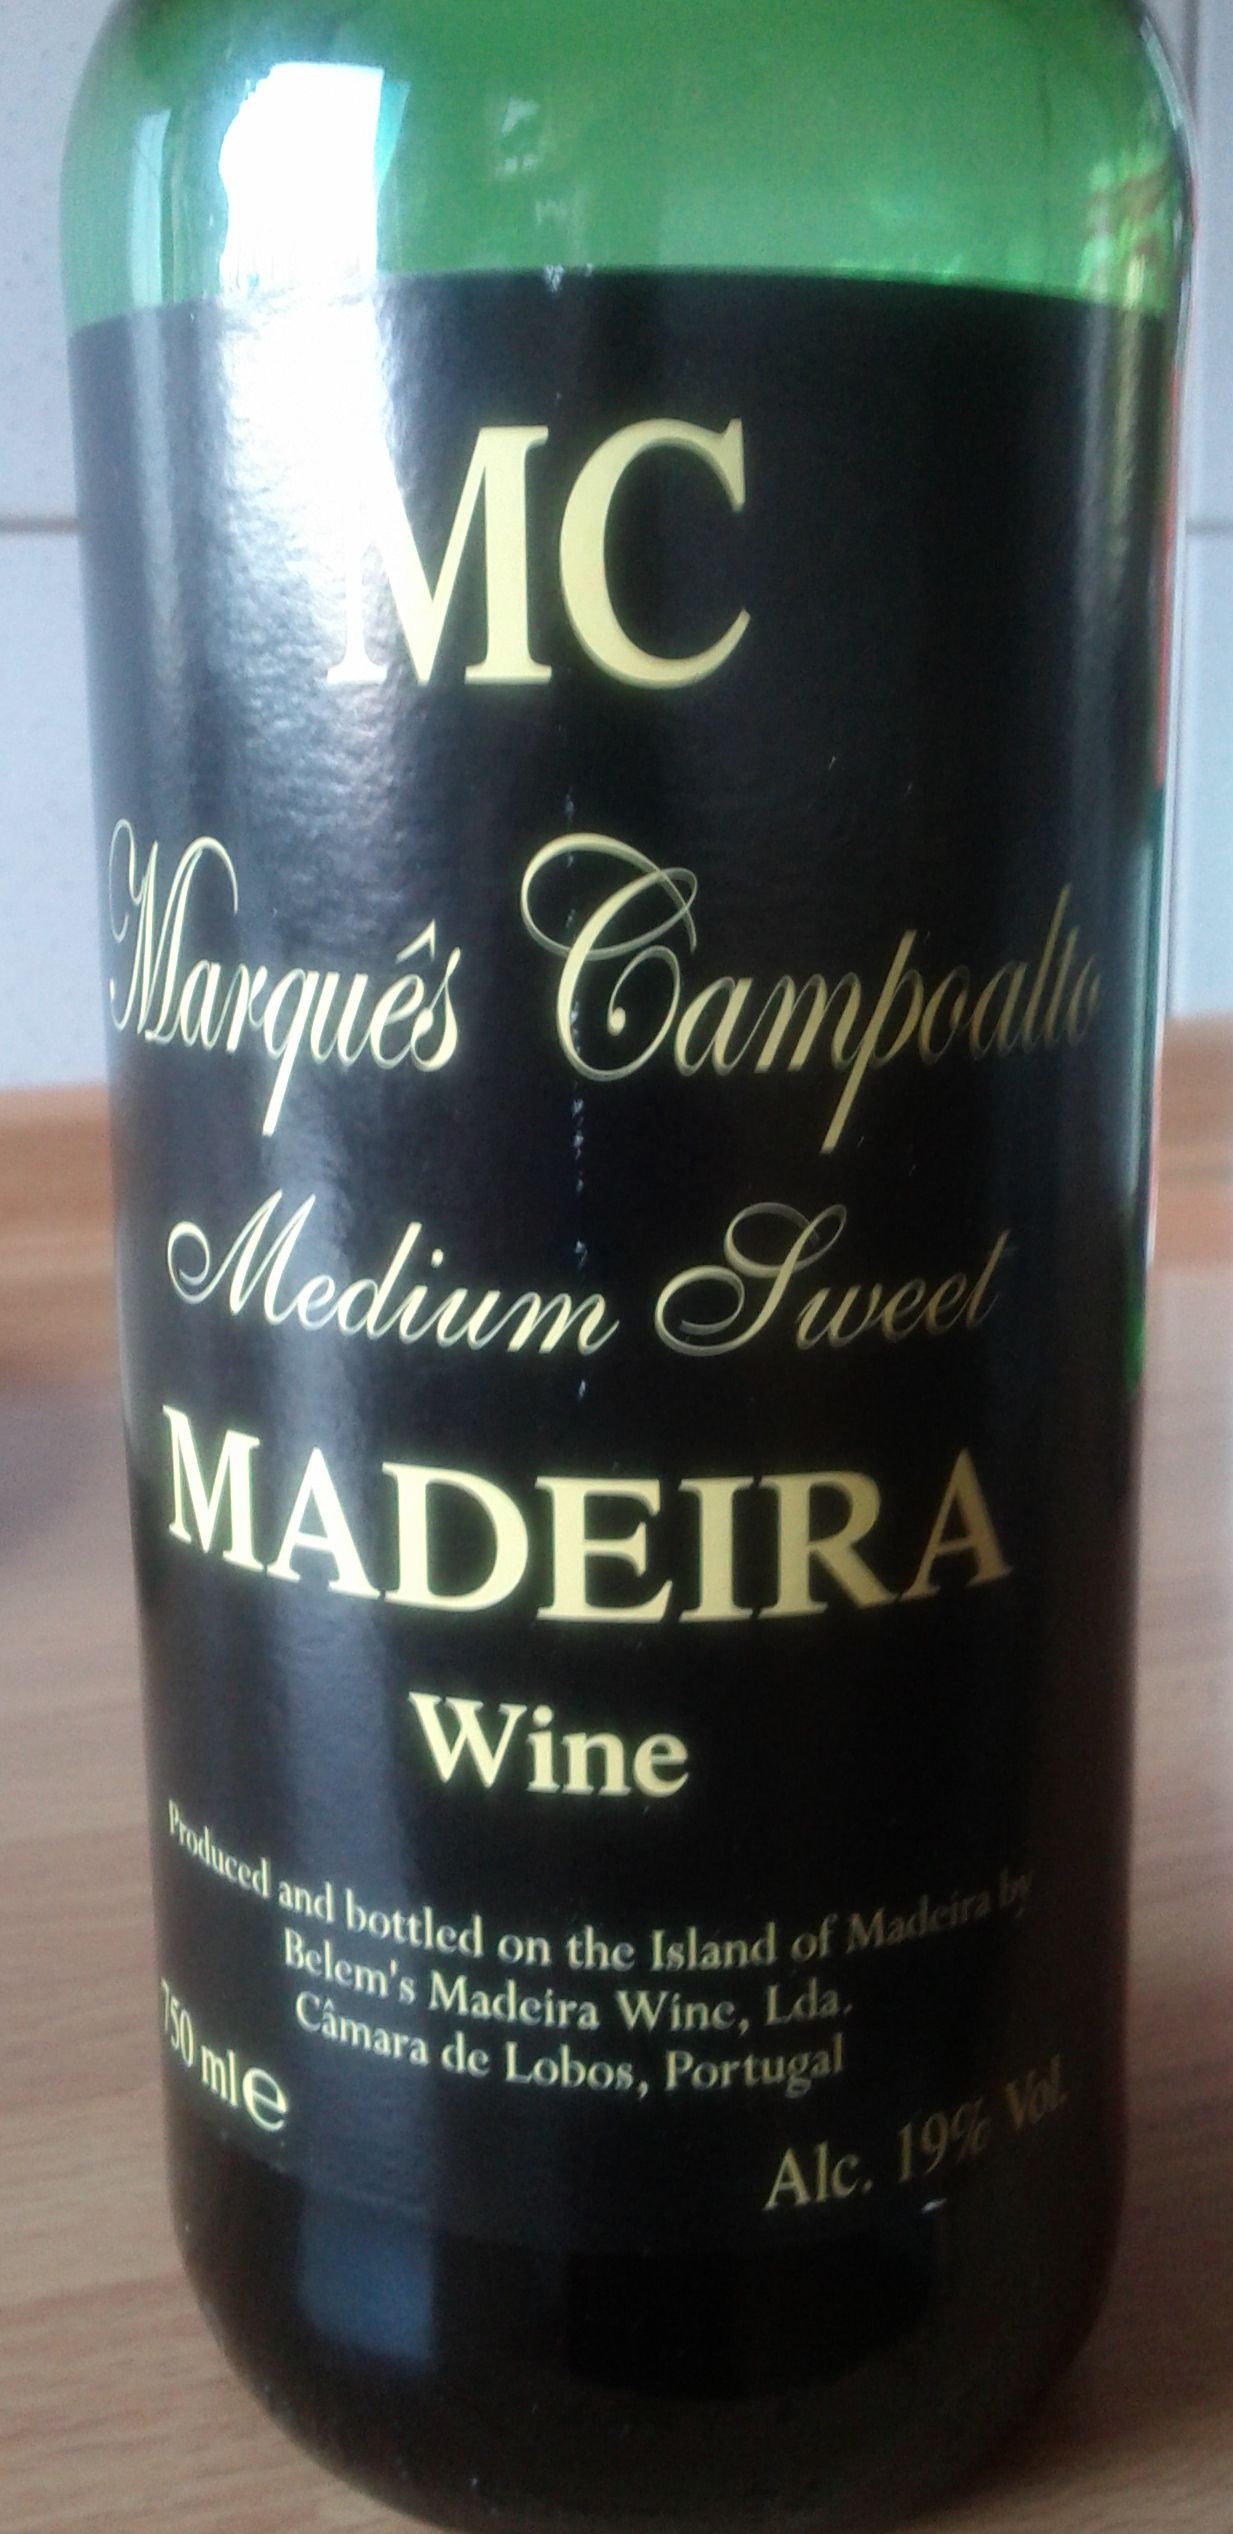 MC
Marquês Campoalto
Medium Sweet
MADEIRA
Wine
Produced and bottled on the Island of Madeira by
Belem's Madeira Wine, Lda.
Câmara de Lobos, Portugal
750 ml e
Alc. 19% Vol.